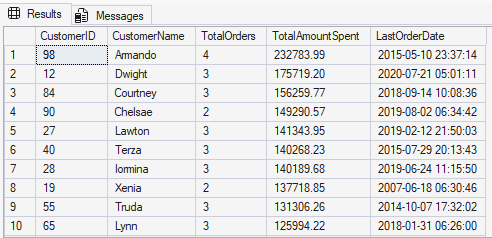 Results Messages
CustomerID CustomerName TotalOrders TotalAmountSpent LastOrderDate
1 98 Armando 4 232783.99 2015-05-10 23:37:14
2 12 Dwight 3 175719.20 2020-07-21 05:01:11
3 84 Courtney 3 156259.77 2018-09-14 10:08:36
4 90 Chelsae 2 149290.57 2019-08-02 06:34:42
5 27 Lawton 3 141343.95 2019-02-12 21:50:03
6 40 Terza 3 140268.23 2015-07-29 20:13:43
7 28 Iormina 3 140189.68 2019-06-24 11:15:50
8 19 Xenia 2 137718.85 2007-06-18 06:30:46
9 55 Truda 3 131306.26 2014-10-07 17:32:02
10 65 Lynn 3 125994.22 2018-01-31 06:26:00